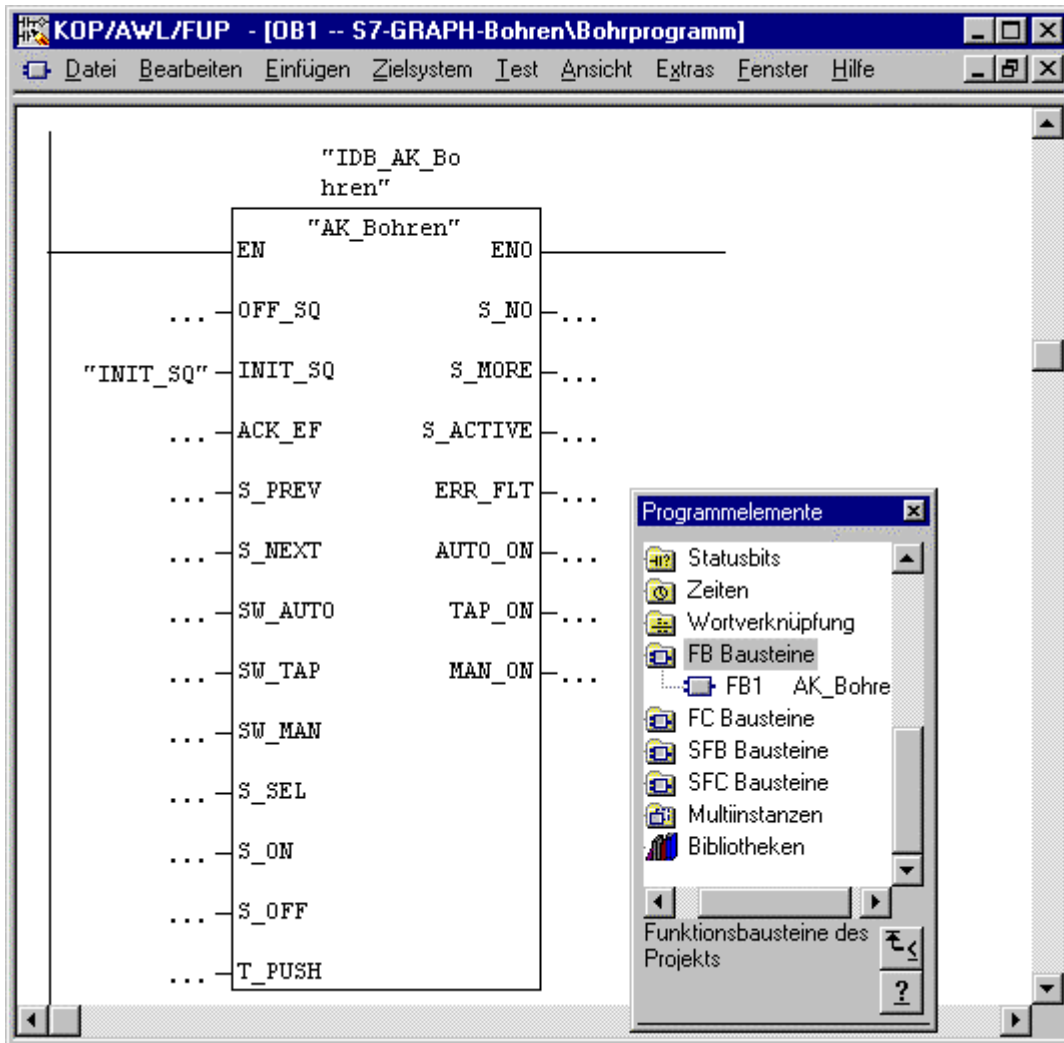 KOP/AWL/FUP - [OB1 -- S7-GRAPH-Bohren\Bohrprogramm]
Datei Bearbeiten Einfügen Zielsystem Test Ansicht Extras Fenster Hilfe
"IDB_AK_Bo
hren"
"AK_Bohren"
EN ENO
... OFF_SQ S_NO ...
"INIT_SQ" INIT_SQ S_MORE ...
... ACK_EF S_ACTIVE ...
... S_PREV ERR_FLT ...
... S_NEXT AUTO_ON ...
... SW_AUTO TAP_ON ...
... SW_TAP MAN_ON ...
... SW_MAN
... S_SEL
... S_ON
... S_OFF
... T_PUSH
Programmelemente
Statusbits
Zeiten
Wortverknüpfung
FB Bausteine
FB1 AK_Bohre
FC Bausteine
SFB Bausteine
SFC Bausteine
Multiinstanzen
Bibliotheken
Funktionsbausteine des
Projekts
?